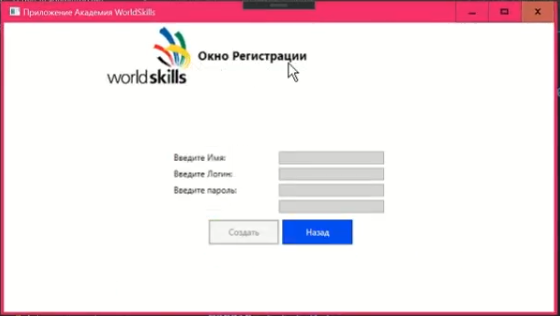 Приложение Академия WorldSkills
worldskills
Окно Регистрации
Введите Имя:
Введите Логин:
Введите пароль:
Создать
Назад